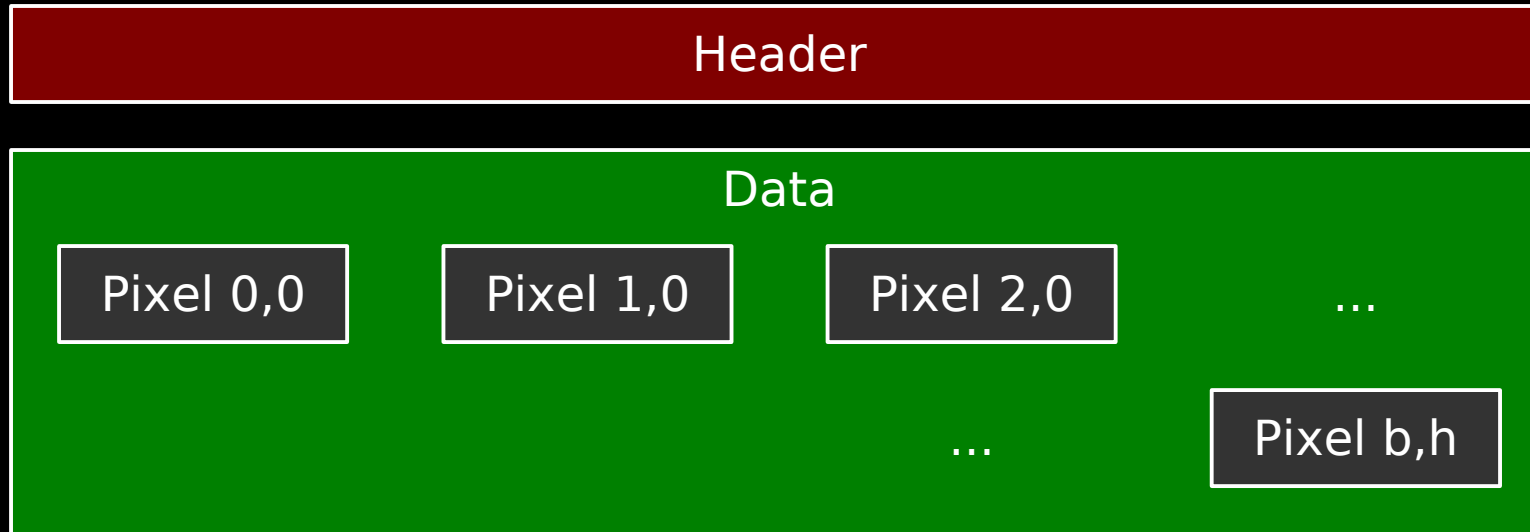 Header
Data
Pixel 0,0 Pixel 1,0 Pixel 2,0 ...
... Pixel b,h